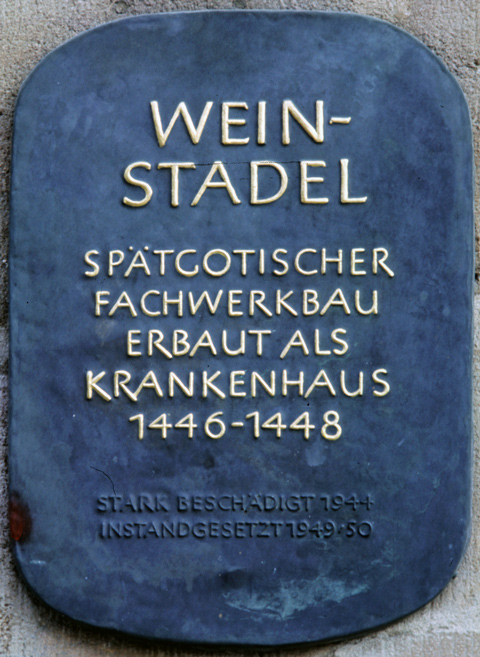 WEIN-
STADEL
SPÄTGOTISCHER
FACHWERKBAU
ERBAUT ALS
KRANKENHAUS
1446-1448
STARK BESCHÄDIGT 1944
INSTANDGESETZT 1949-50